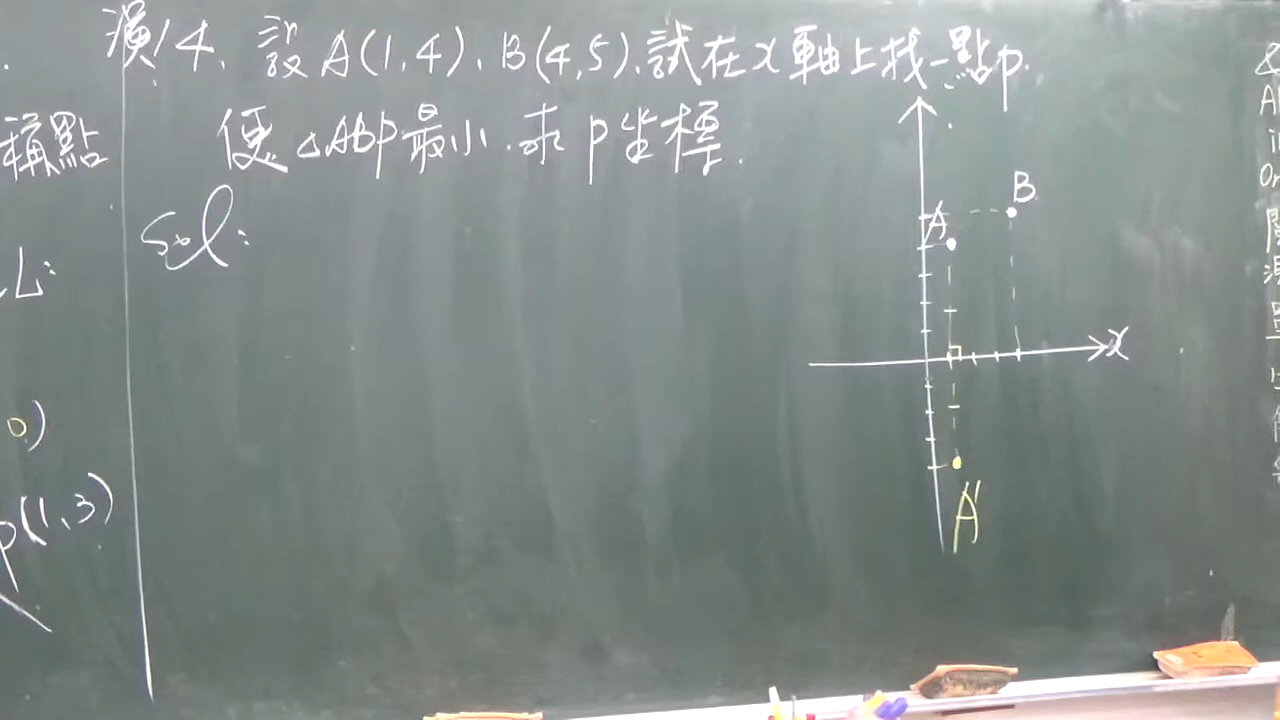 演14、設A(1,4)、B(4,5)、試在x軸上找一點p.
使△ABP最小.求p坐標.
Sol:
稱點
L:
0)
p(1,3)
B
A
x
A'